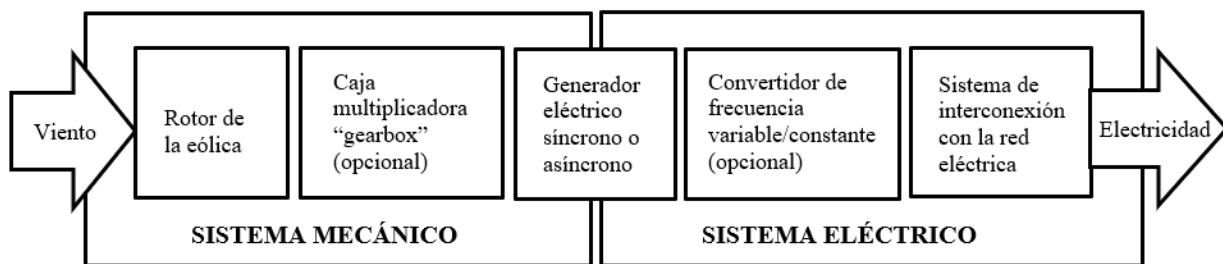 Viento
Rotor de
la eólica
Caja
multiplicadora
“gearbox”
(opcional)
Generador
eléctrico
síncrono o
asíncrono
Convertidor de
frecuencia
variable/constante
(opcional)
Sistema de
interconexión
con la red
eléctrica
Electricidad
SISTEMA MECÁNICO
SISTEMA ELÉCTRICO